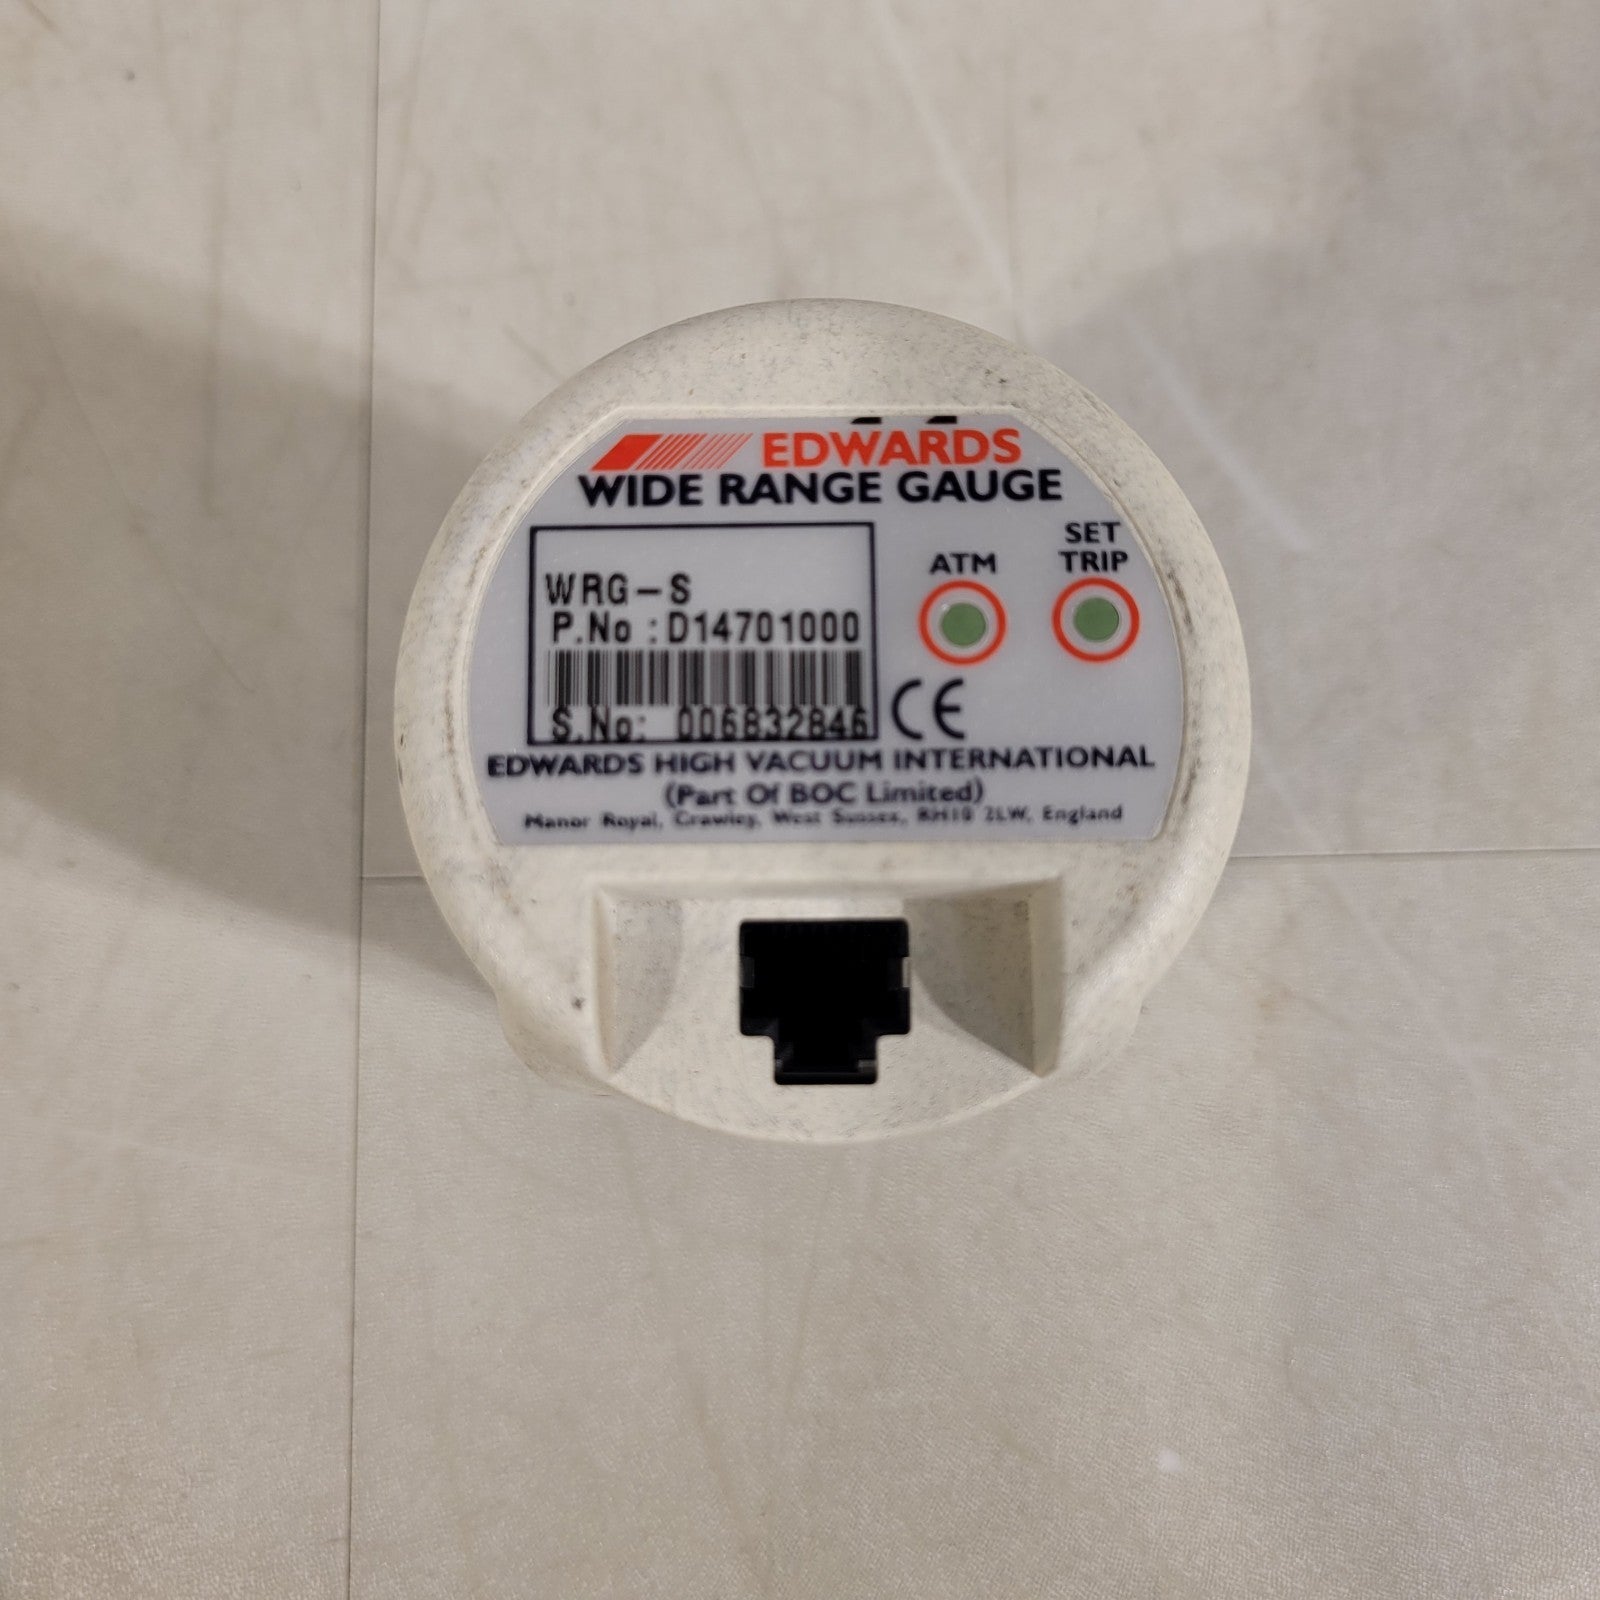 EDWARDS
WIDE RANGE GAUGE
SET
ATM TRIP
WRG-S
P.No :D14701000
S.No: 006832846
CE
EDWARDS HIGH VACUUM INTERNATIONAL
(Part Of BOC Limited)
Manor Royal, Crawley, West Sussex, RH10 2LW, England